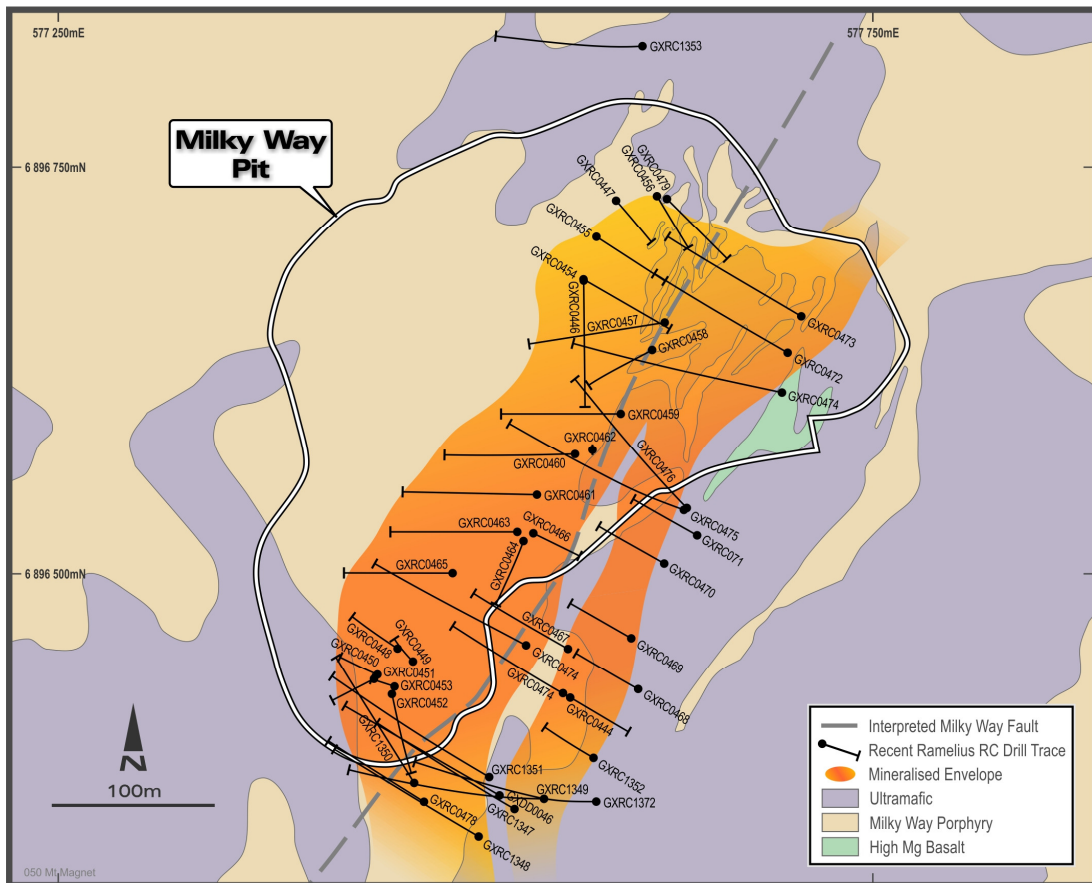 577 250mE
577 750mE
GXRC1353
Milky Way
Pit
6 896 750mN
GXRC0479
GXRC0456
GXRC0447
GXRC0455
GXRC0454
GXRC0446
GXRC0457
GXRC0458
GXRC0473
GXRC0472
GXRC0474
GXRC0459
GXRC0462
GXRC0460
GXRC0476
GXRC0461
GXRC0475
GXRC0463
GXRC0466
GXRC071
GXRC0464
GXRC0470
6 896 500mN
GXRC0465
GXRC0467
GXRC0469
GXRC0448
GXRC0449
GXRC0474
GXRC0450
GXRC0451
GXRC0453
GXRC0452
GXRC0474
GXRC0444
GXRC0468
GXRC1350
GXRC1351
GXRC1352
GXRC1349
GXRC1372
GXDD0046
GXRC0478
GXRC1347
GXRC1348
N
100m
Interpreted Milky Way Fault
Recent Ramelius RC Drill Trace
Mineralised Envelope
Ultramafic
Milky Way Porphyry
High Mg Basalt
050 Mt Magnet